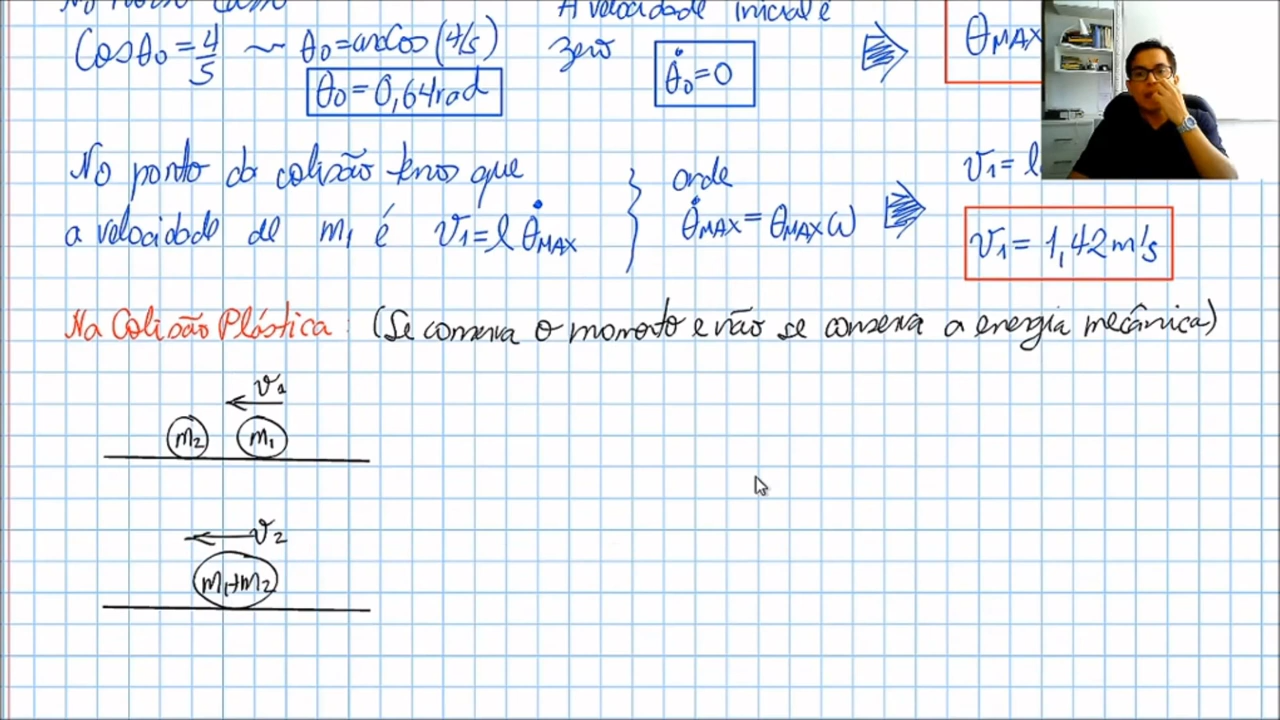 Cosθ₀ = 4/5 ~ θ₀ = arcCos (4/5)
θ₀ = 0,64rad
A velocidade inicial é
zero
θ̇₀ = 0
θMAX
No ponto da colisão temos que
a velocidade de m₁ é v₁ = l θ̇MAX
onde
θ̇MAX = θMAX ω
v₁ = l
v₁ = 1,42 m/s
Na Colisão Plástica : (Se conserva o momento e não se conserva a energia mecânica)
v₁
m₂ m₁
v₂
m₁+m₂